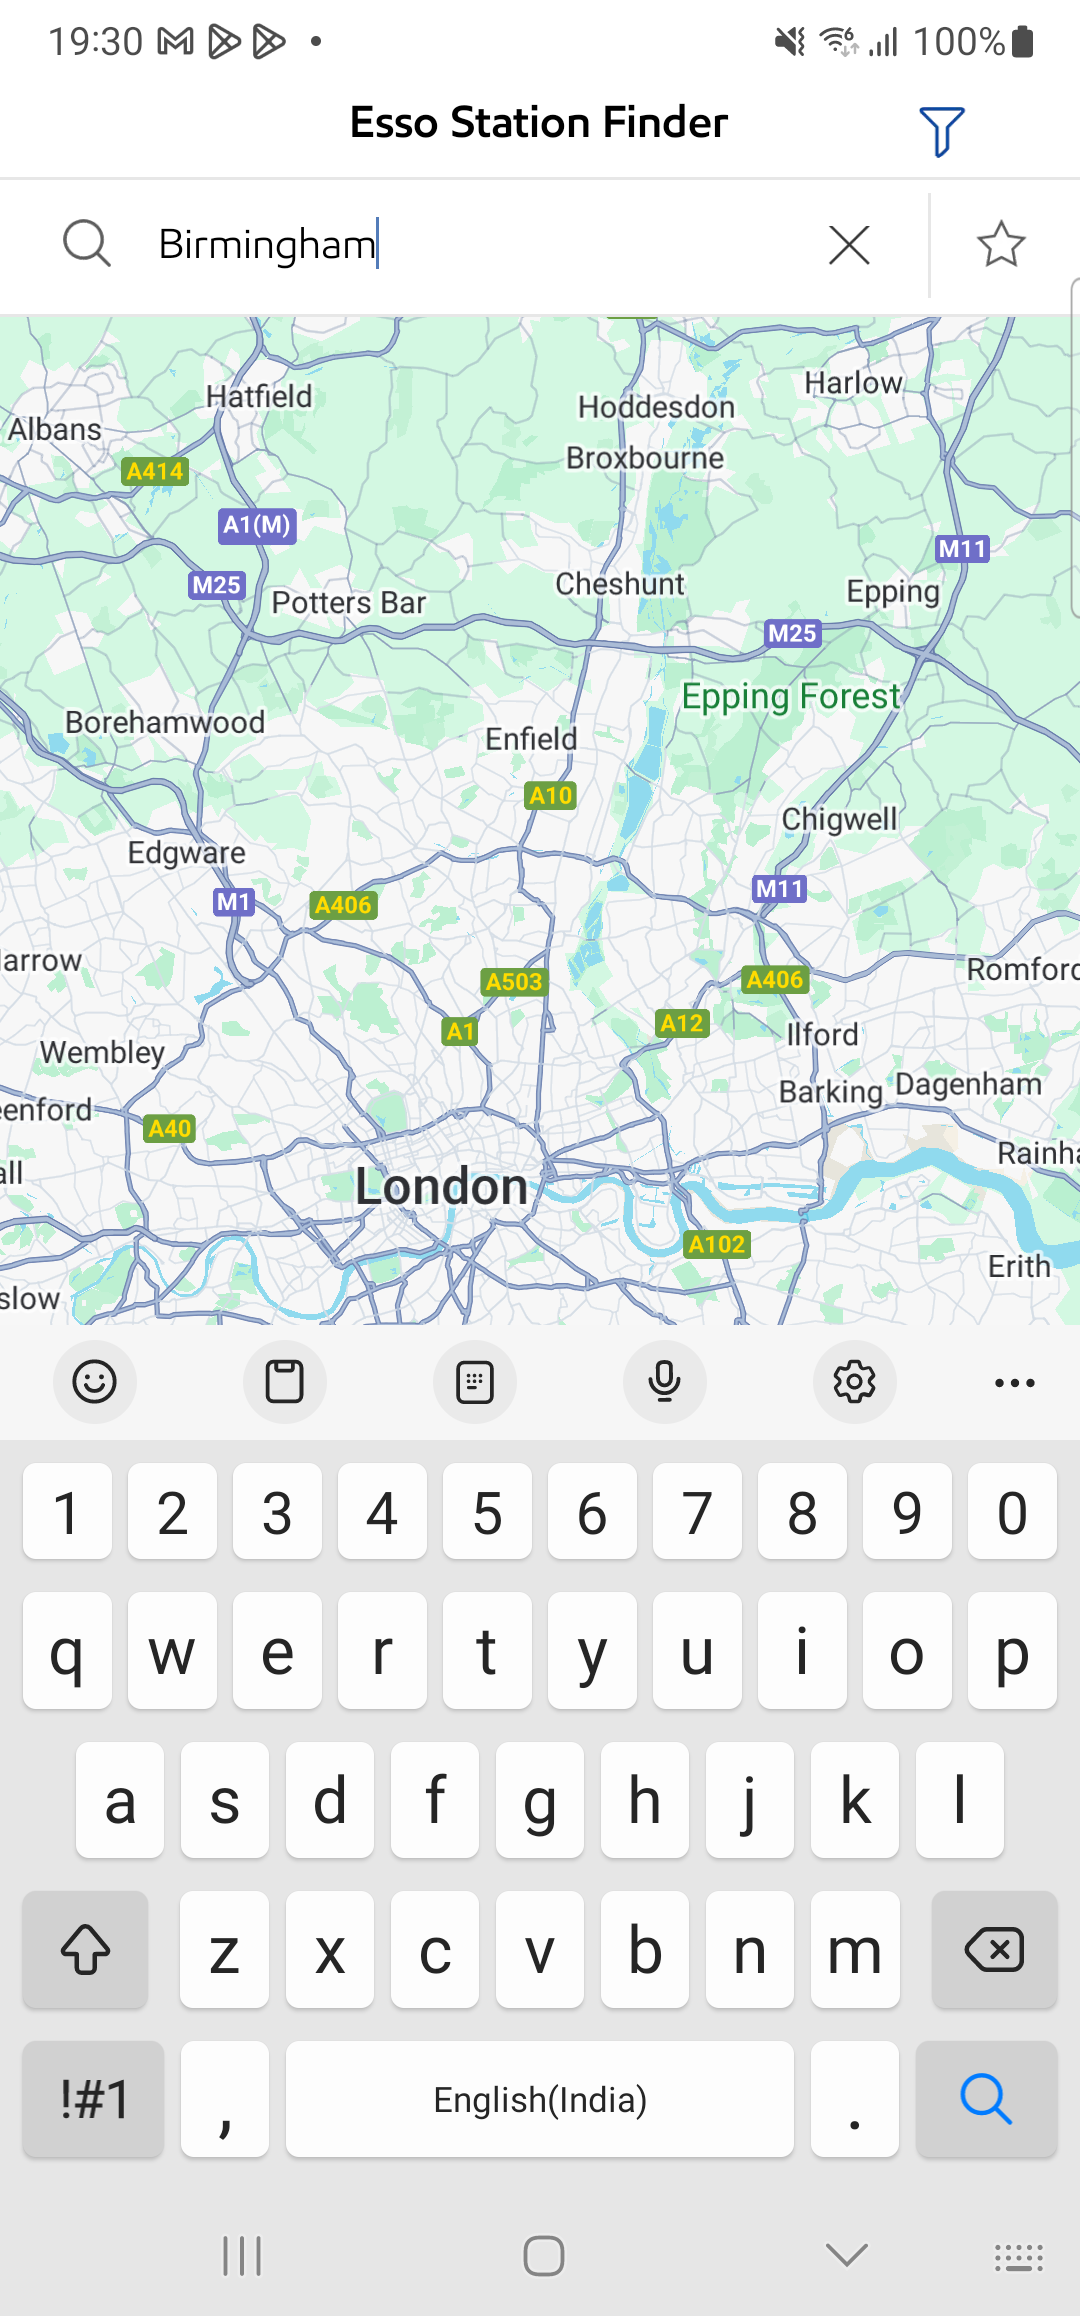 19:30 100%
Esso Station Finder
Birmingham
Hatfield
Harlow
Hoddesdon
Albans
Broxbourne
A414
A1(M)
M11
M25
Cheshunt
Epping
Potters Bar
M25
Epping Forest
Borehamwood
Enfield
A10
Chigwell
Edgware
M1
A406
M11
arrow
Romford
A503
A406
A1
A12
Ilford
Wembley
Barking
Dagenham
enford
A40
Rainha
all
London
A102
Erith
slow
1 2 3 4 5 6 7 8 9 0
q w e r t y u i o p
a s d f g h j k l
z x c v b n m
!#1 , English(India) .